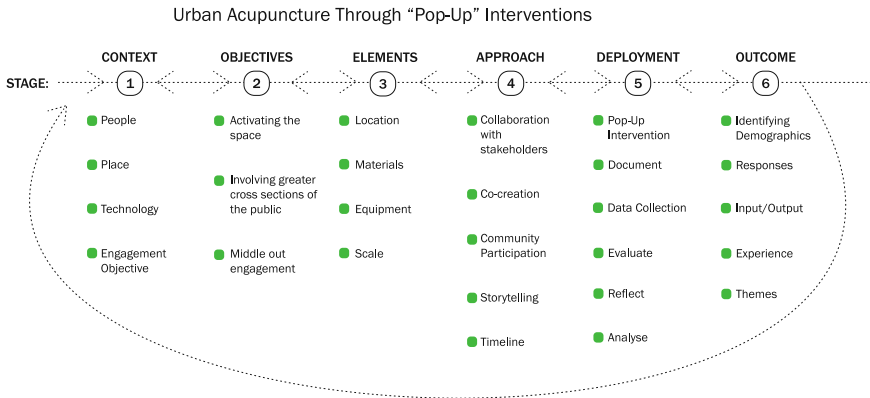 Urban Acupuncture Through “Pop-Up” Interventions
CONTEXT
OBJECTIVES
ELEMENTS
APPROACH
DEPLOYMENT
OUTCOME
STAGE:
1
2
3
4
5
6
People
Place
Technology
Engagement
Objective
Activating the
space
Involving greater
cross sections of
the public
Middle out
engagement
Location
Materials
Equipment
Scale
Collaboration
with
stakeholders
Co-creation
Community
Participation
Storytelling
Timeline
Pop-Up
Intervention
Document
Data Collection
Evaluate
Reflect
Analyse
Identifying
Demographics
Responses
Input/Output
Experience
Themes